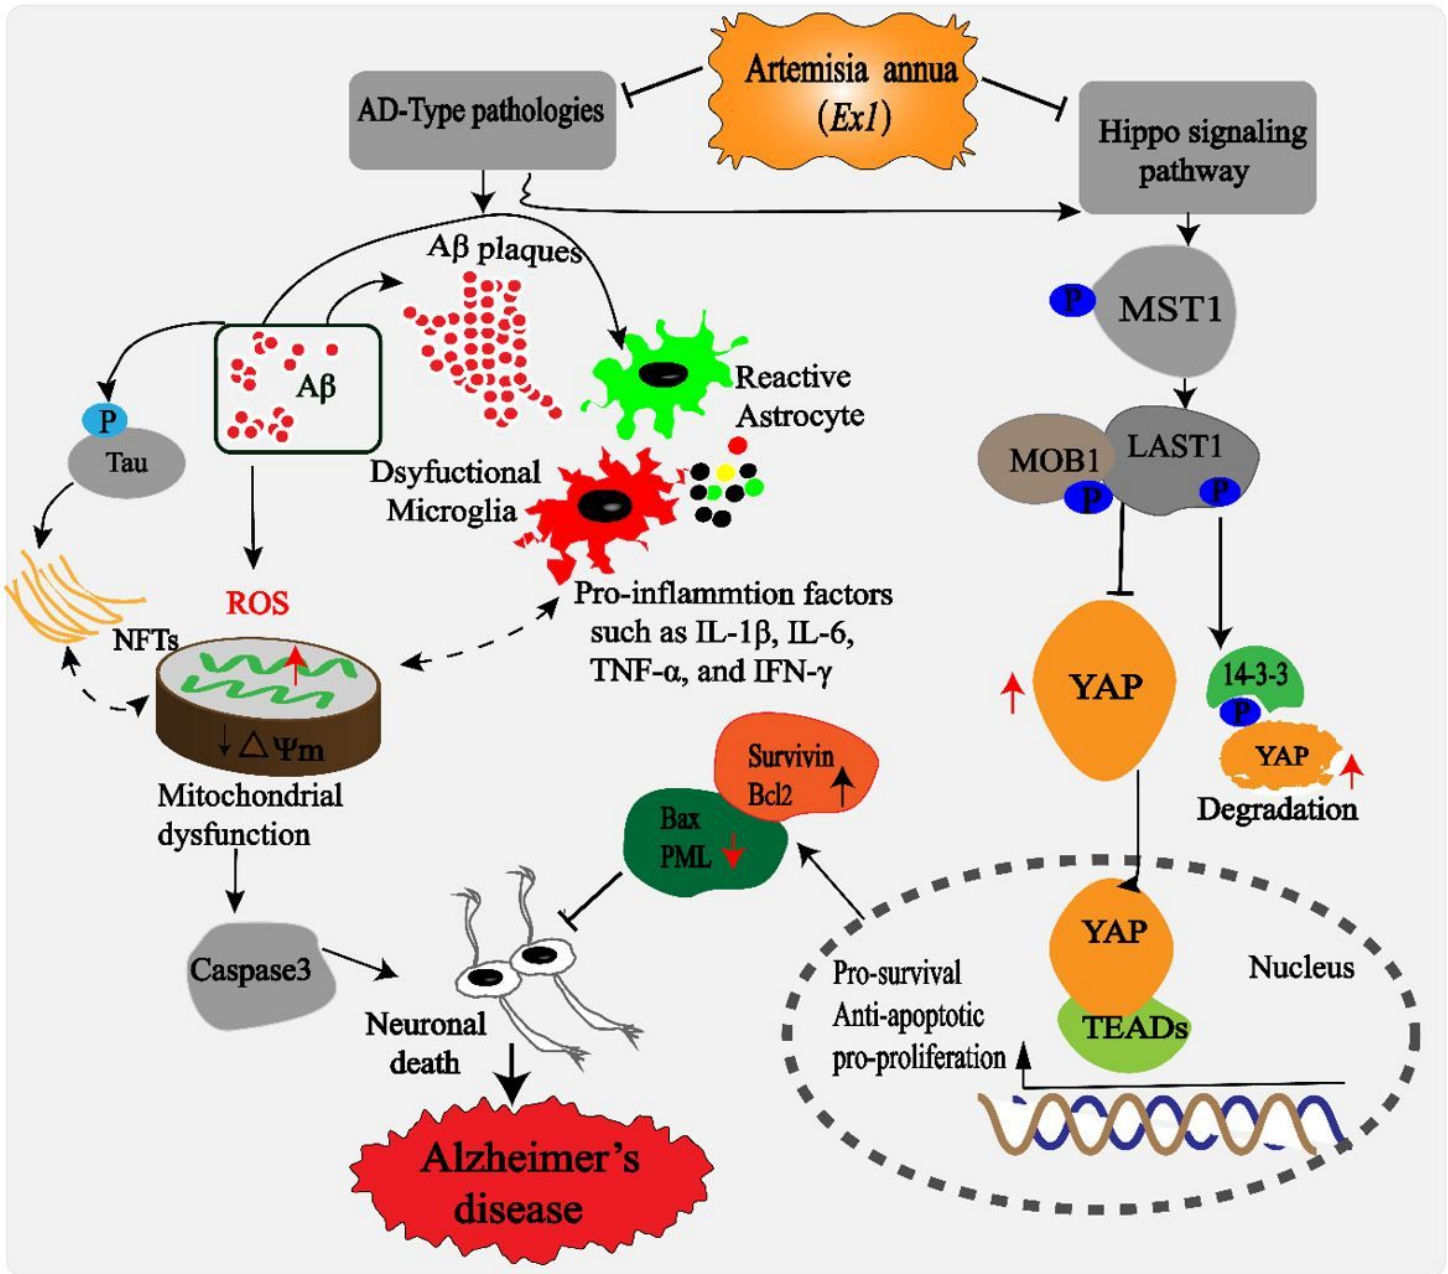 Artemisia annua
(Ex1)
AD-Type pathologies
Hippo signaling
pathway
Aβ plaques
MST1
P
Aβ
Reactive
Astrocyte
P
Tau
Dsyfuctional
Microglia
MOB1
LAST1
P
P
ROS
NFTs
Pro-inflammtion factors
such as IL-1β, IL-6,
TNF-α, and IFN-γ
YAP
14-3-3
P
YAP
Degradation
↓ △ Ψm
Mitochondrial
dysfunction
Survivin
Bcl2
Bax
PML
Caspase3
Neuronal
death
YAP
TEADs
Nucleus
Pro-survival
Anti-apoptotic
pro-proliferation
Alzheimer’s
disease